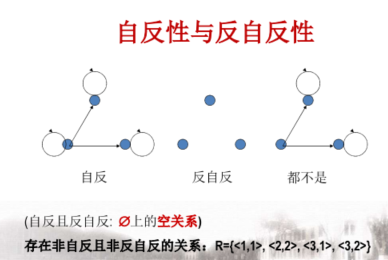 自反性与反自反性
自反 反自反 都不是
(自反且反自反: ∅上的空关系)
存在非自反且非反自反的关系：R={<1,1>, <2,2>, <3,1>, <3,2>}